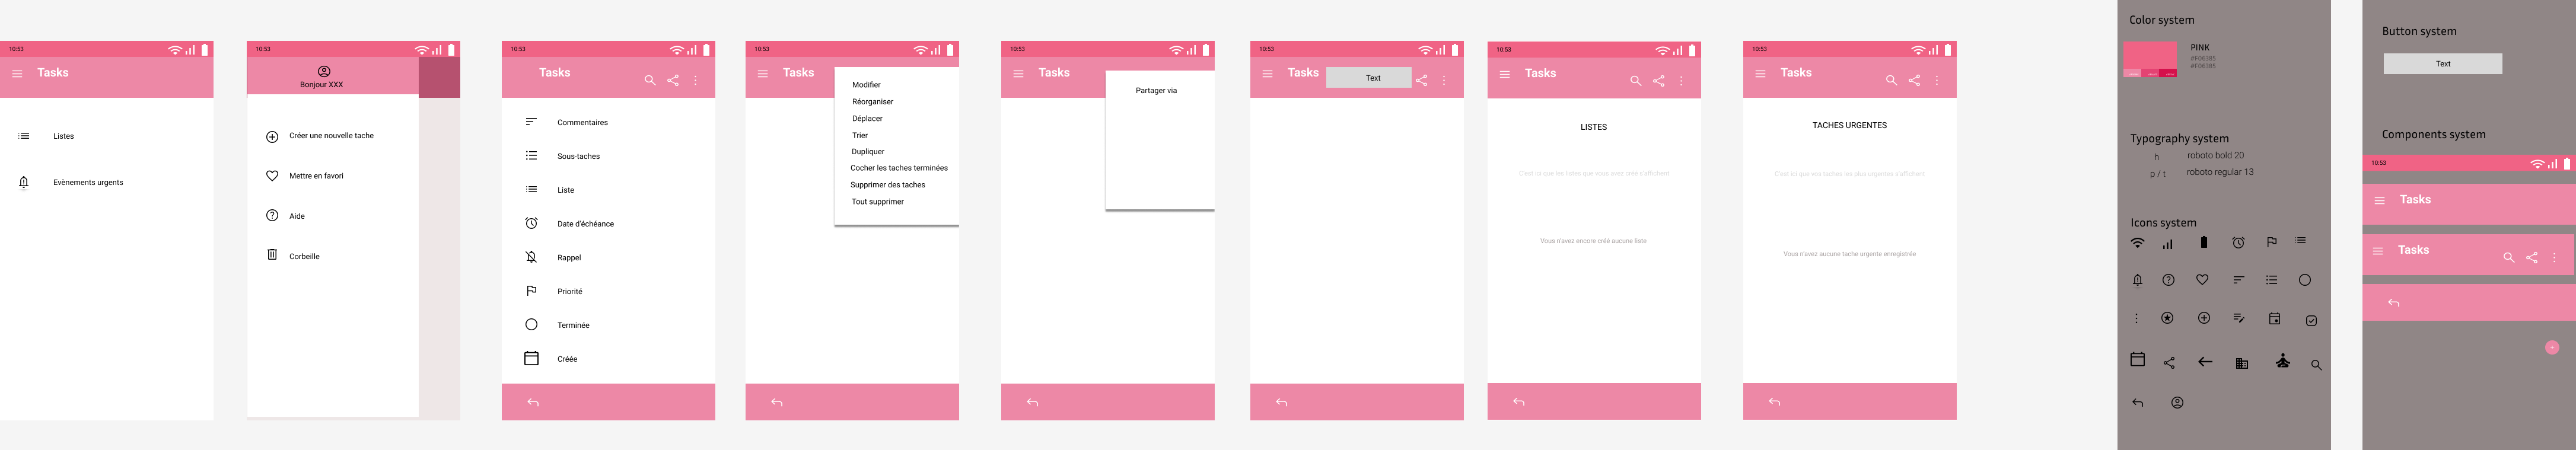 10:53
Tasks
Listes
Evènements urgents
10:53
Bonjour XXX
Créer une nouvelle tache
Mettre en favori
Aide
Corbeille
10:53
Tasks
Commentaires
Sous-taches
Liste
Date d'échéance
Rappel
Priorité
Terminée
Créée
10:53
Tasks
Modifier
Réorganiser
Déplacer
Trier
Dupliquer
Cocher les taches terminées
Supprimer des taches
Tout supprimer
10:53
Tasks
Partager via
10:53
Tasks
Text
10:53
Tasks
LISTES
C'est ici que les listes que vous avez créé s'affichent
Vous n'avez encore créé aucune liste
10:53
Tasks
TACHES URGENTES
C'est ici que vos taches les plus urgentes s'affichent
Vous n'avez aucune tache urgente enregistrée
Color system
PINK
#F06385
#F06385
Typography system
h roboto bold 20
p / t roboto regular 13
Icons system
Button system
Text
Components system
10:53
Tasks
Tasks